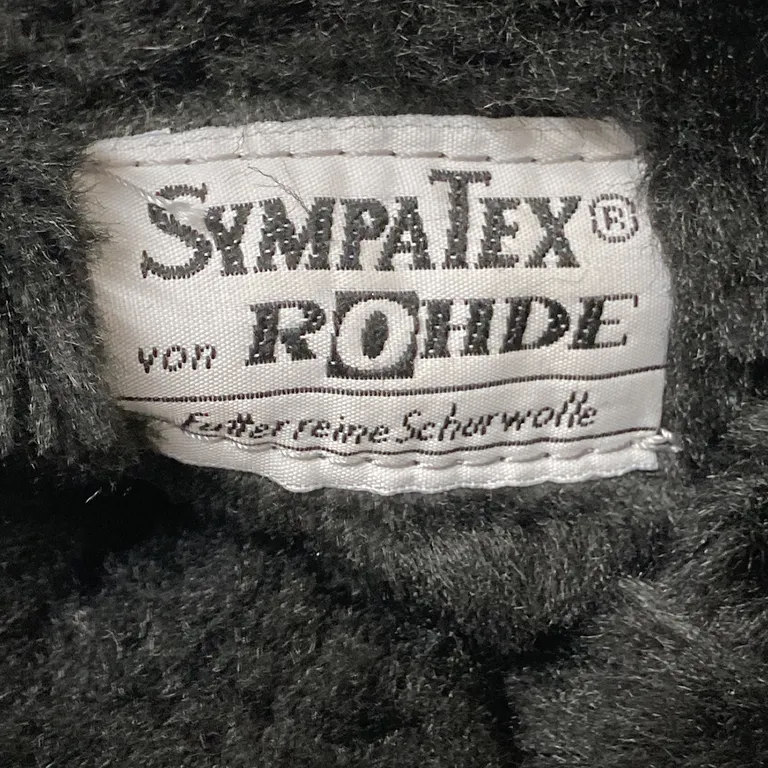 SYMPATEX®
von ROHDE
Futter reine Schurwolle